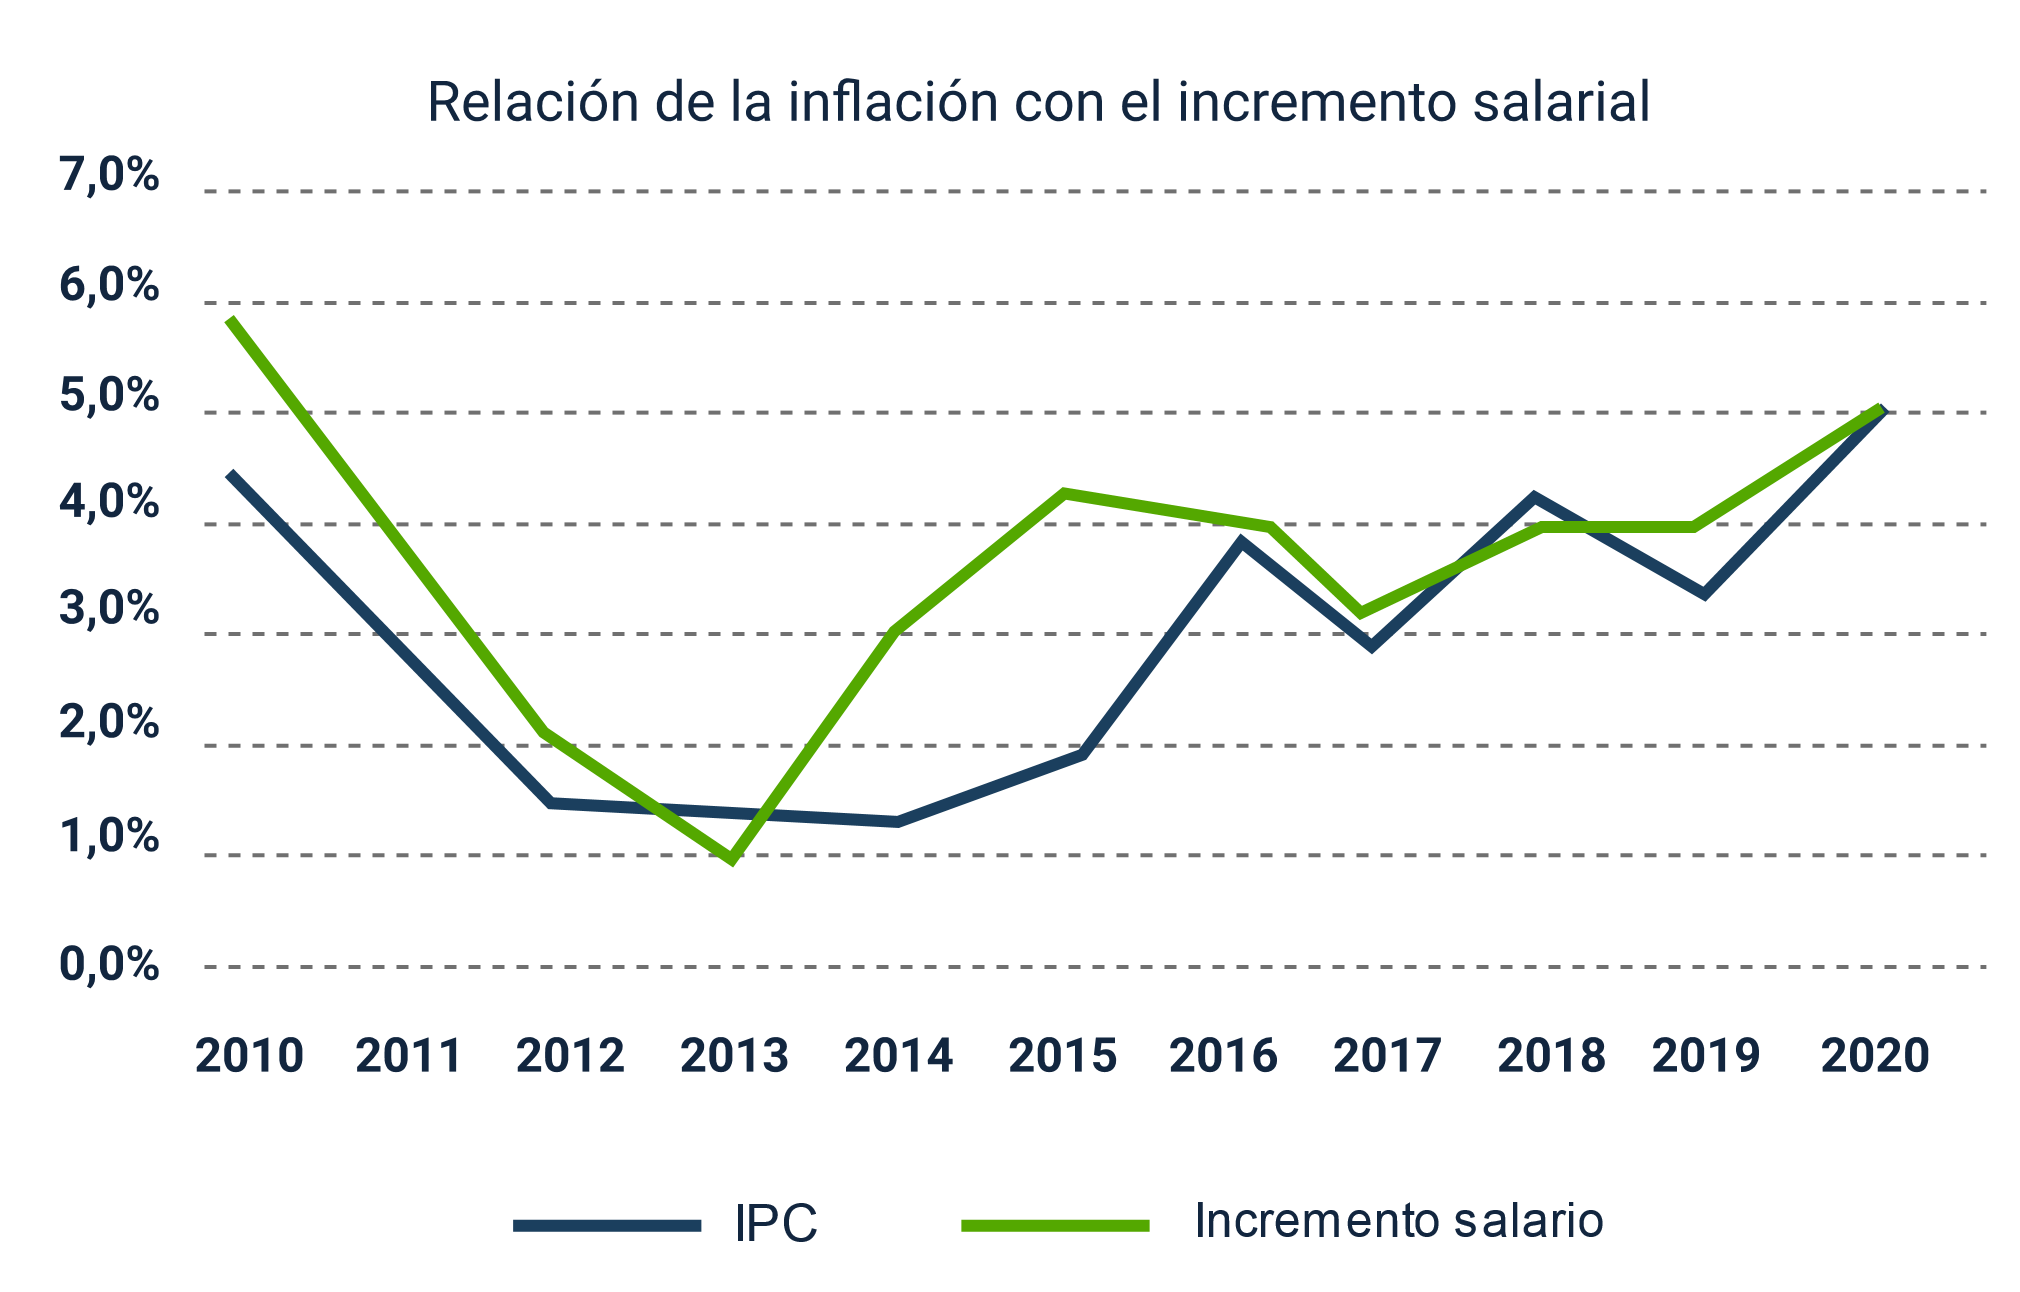 Relación de la inflación con el incremento salarial
7,0%
6,0%
5,0%
4,0%
3,0%
2,0%
1,0%
0,0%
2010 2011 2012 2013 2014 2015 2016 2017 2018 2019 2020
IPC Incremento salario